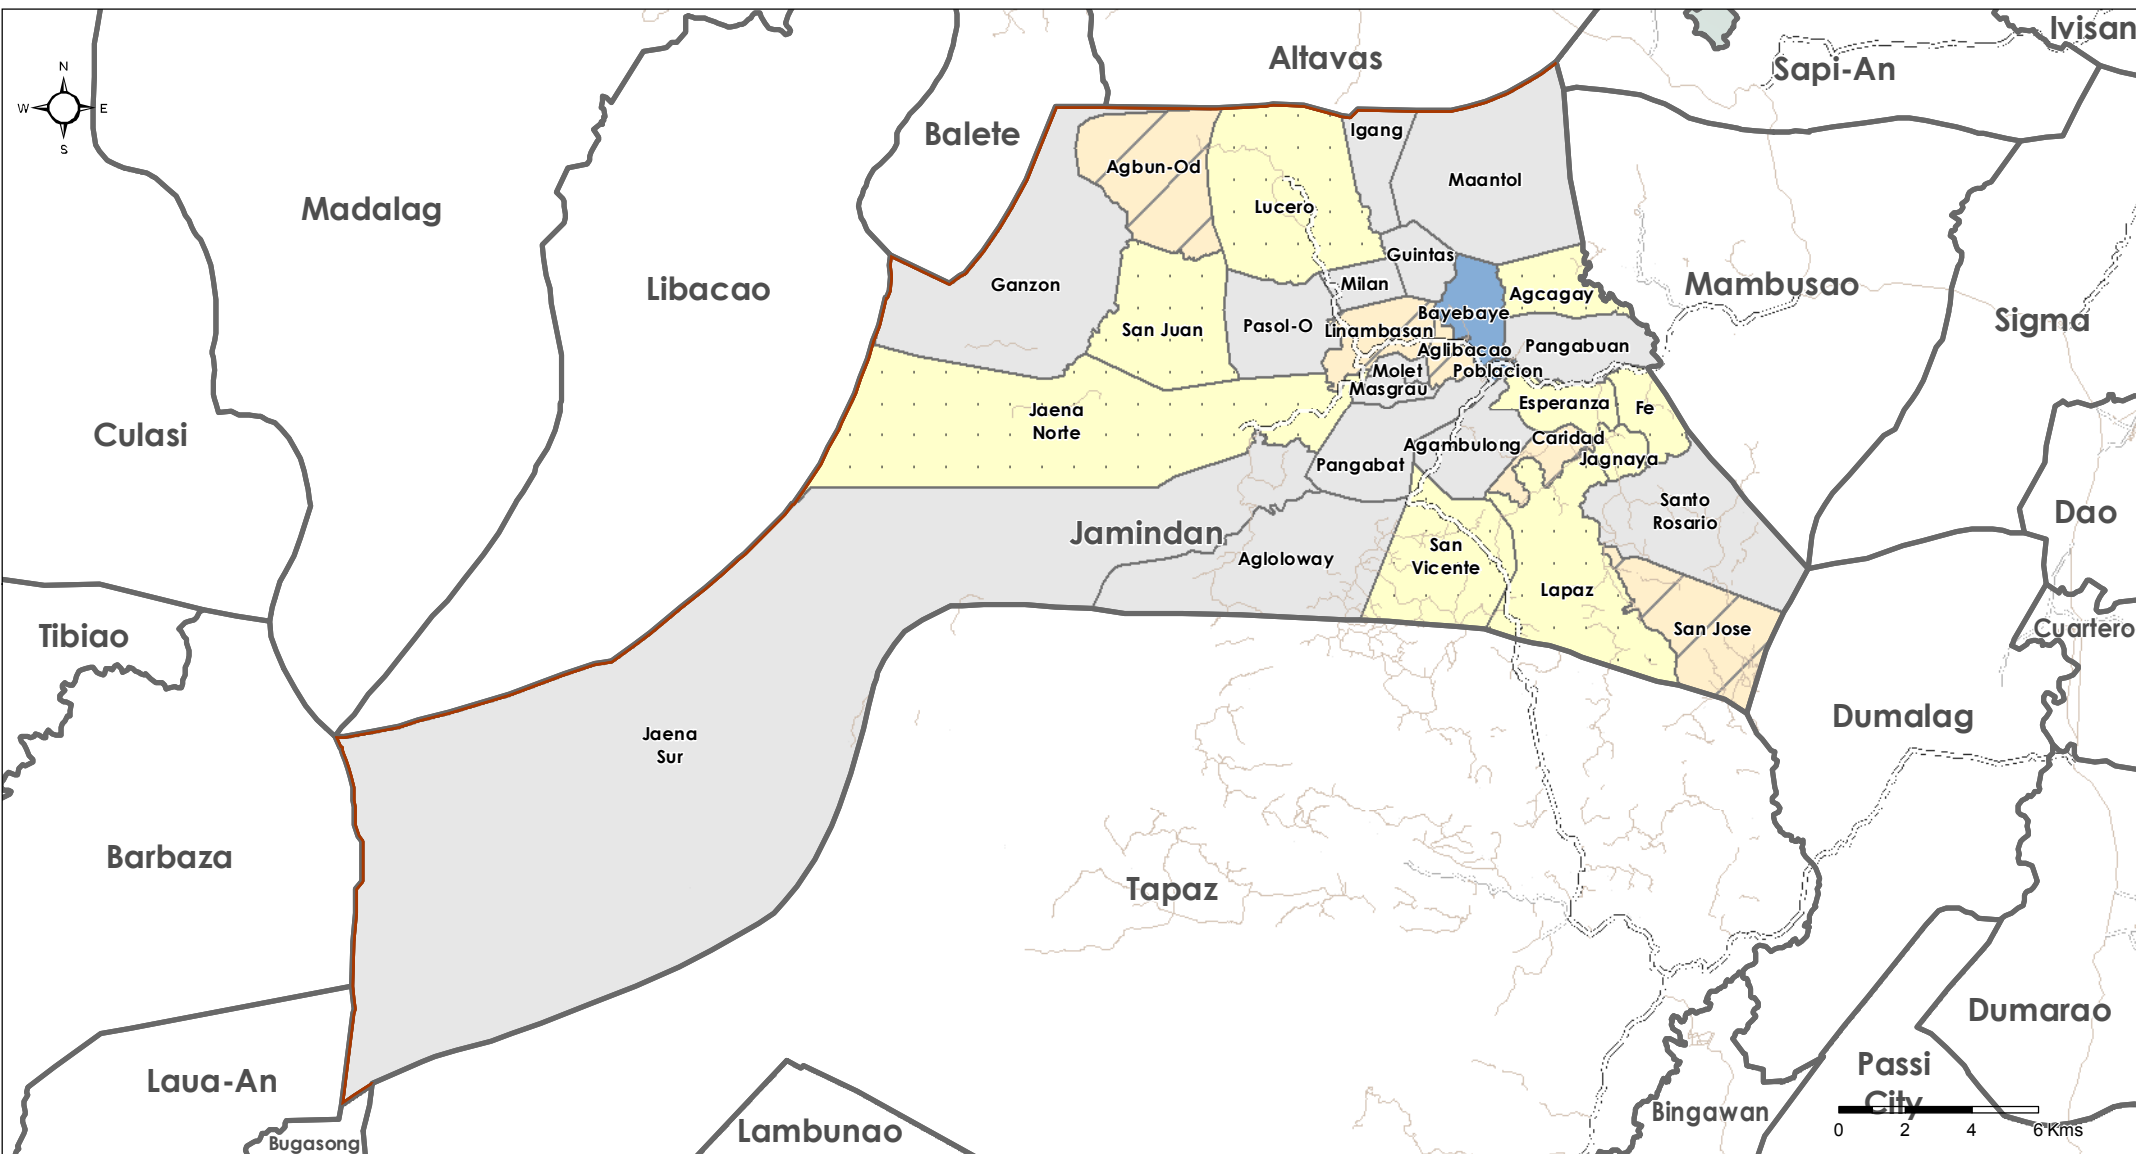 Ivisan
Altavas
Sapi-An
N
W
E
S
Balete
Igang
Agbun-Od
Maantol
Madalag
Lucero
Guintas
Libacao
Ganzon
Milan
Agcagay
Mambusao
Bayebaye
Sigma
San Juan
Pasol-O
Linambasan
Aglibacao
Pangabuan
Molet
Poblacion
Masgrau
Jaena
Norte
Esperanza
Fe
Culasi
Agambulong
Caridad
Pangabat
Jagnaya
Santo
Rosario
Dao
Jamindan
Agloloway
San
Vicente
Lapaz
Tibiao
San Jose
Cuartero
Dumalag
Jaena
Sur
Barbaza
Tapaz
Dumarao
Laua-An
Passi
City
Bingawan
Lambunao
Bugasong
0 2 4 6 Kms